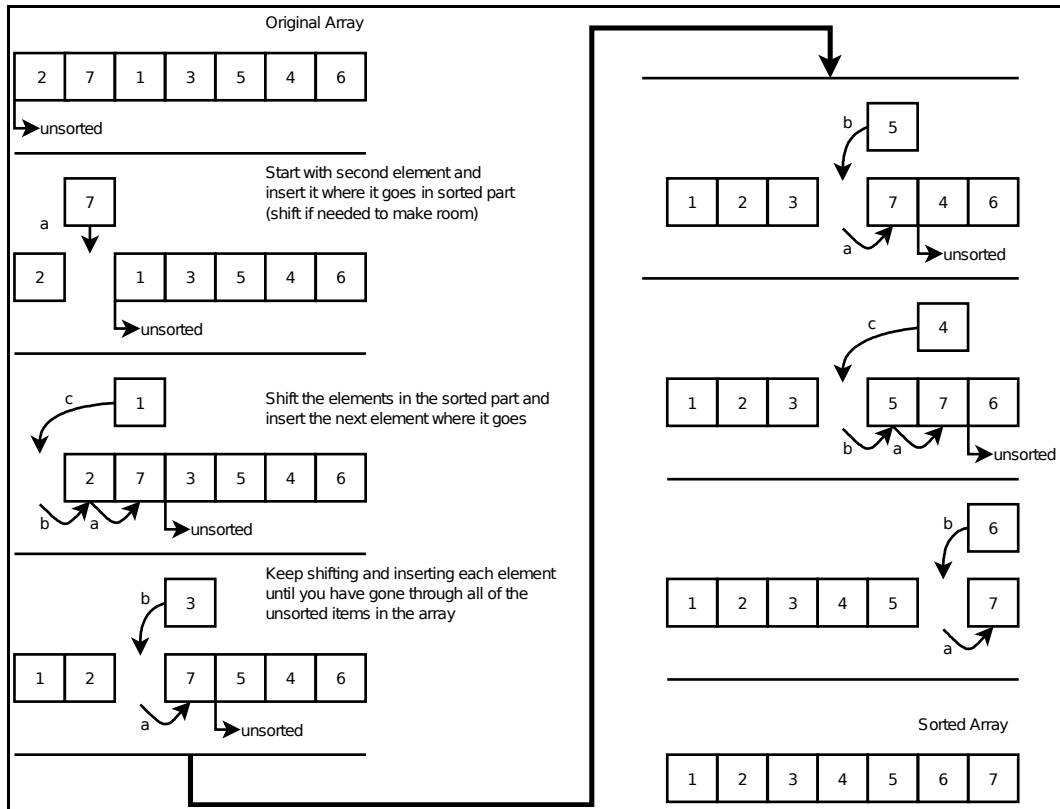 Original Array
2 7 1 3 5 4 6
unsorted
Start with second element and
insert it where it goes in sorted part
(shift if needed to make room)
7
a
2 1 3 5 4 6
unsorted
Shift the elements in the sorted part and
insert the next element where it goes
c 1
2 7 3 5 4 6
b a unsorted
Keep shifting and inserting each element
until you have gone through all of the
unsorted items in the array
b 3
1 2 7 5 4 6
a unsorted
b 5
1 2 3 7 4 6
a unsorted
c 4
1 2 3 5 7 6
b a unsorted
b 6
1 2 3 4 5 7
a
Sorted Array
1 2 3 4 5 6 7